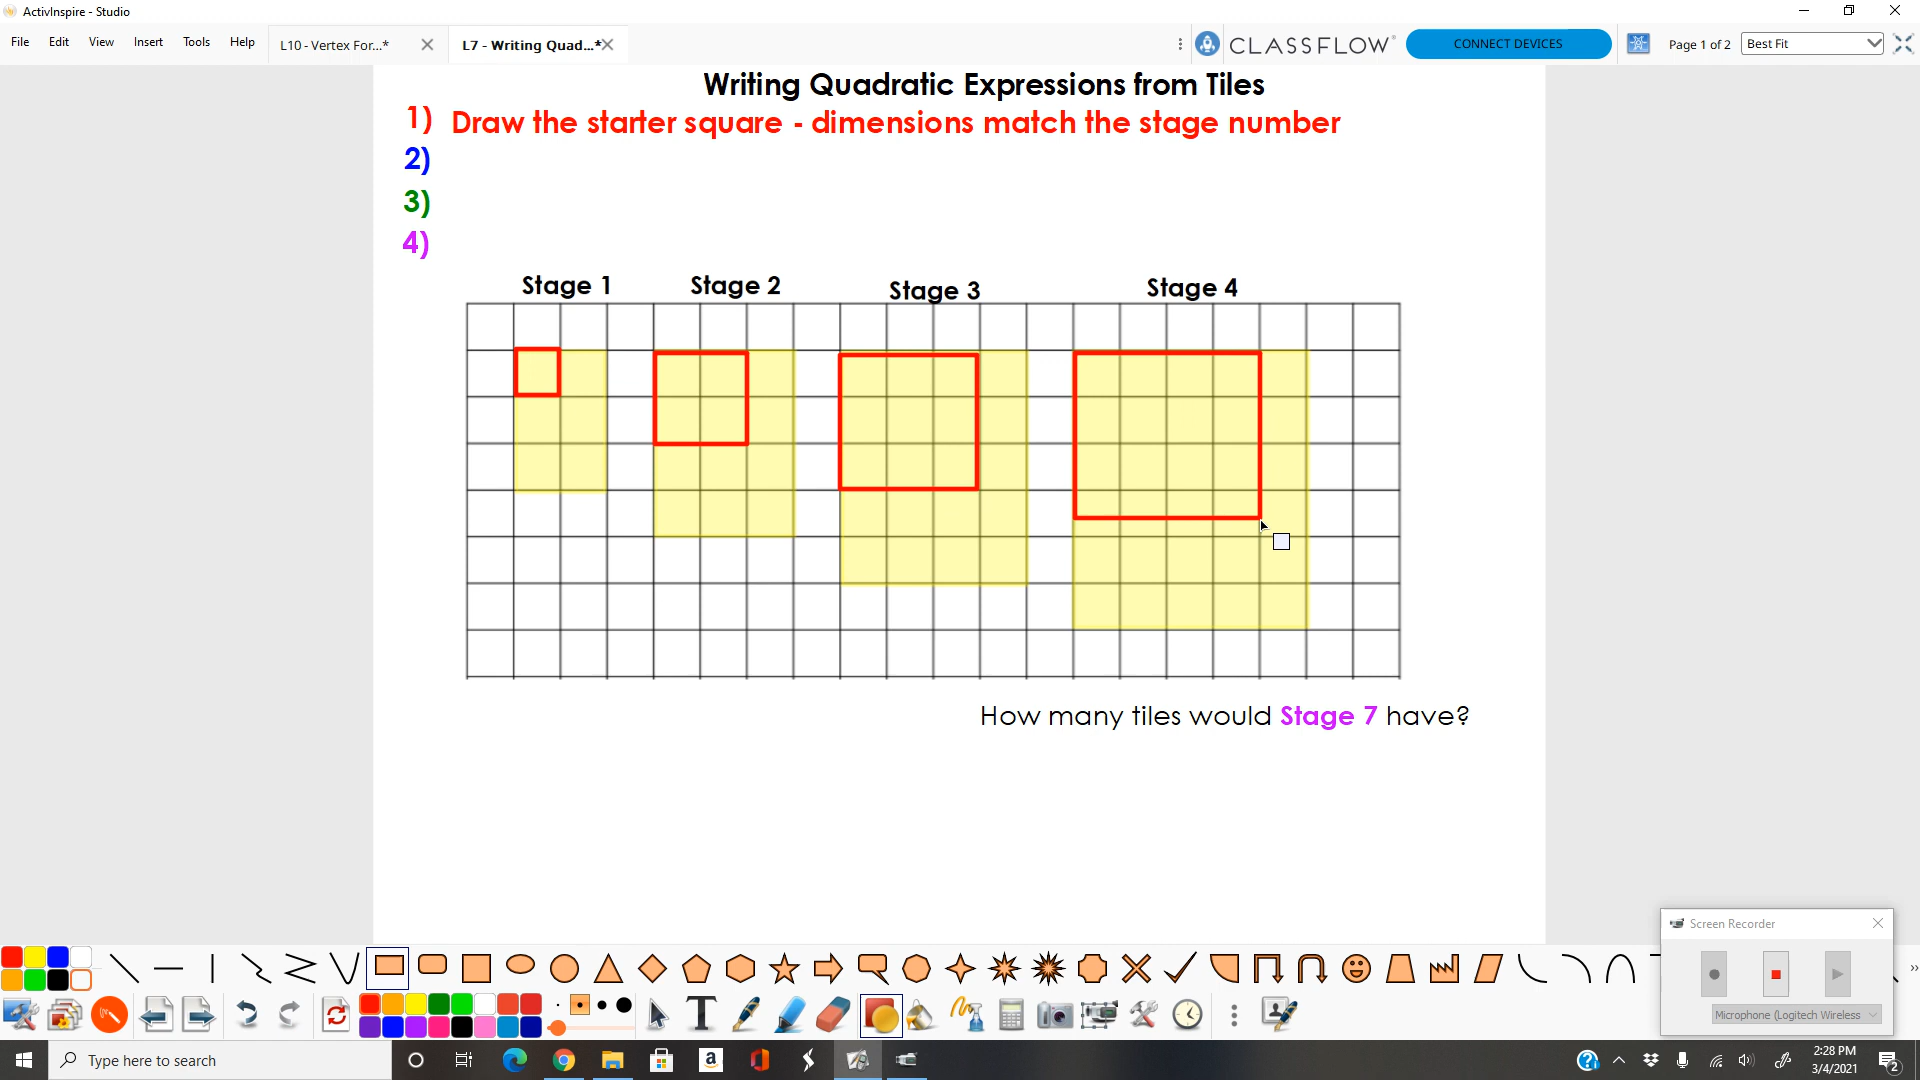 ActivInspire - Studio
File Edit View Insert Tools Help
L10 - Vertex For...*
L7 - Writing Quad...*
CLASSFLOW
CONNECT DEVICES
Page 1 of 2
Best Fit
Writing Quadratic Expressions from Tiles
1) Draw the starter square - dimensions match the stage number
2)
3)
4)
Stage 1 Stage 2 Stage 3 Stage 4
How many tiles would Stage 7 have?
Screen Recorder
Microphone (Logitech Wireless
Type here to search
2:28 PM
3/4/2021
2